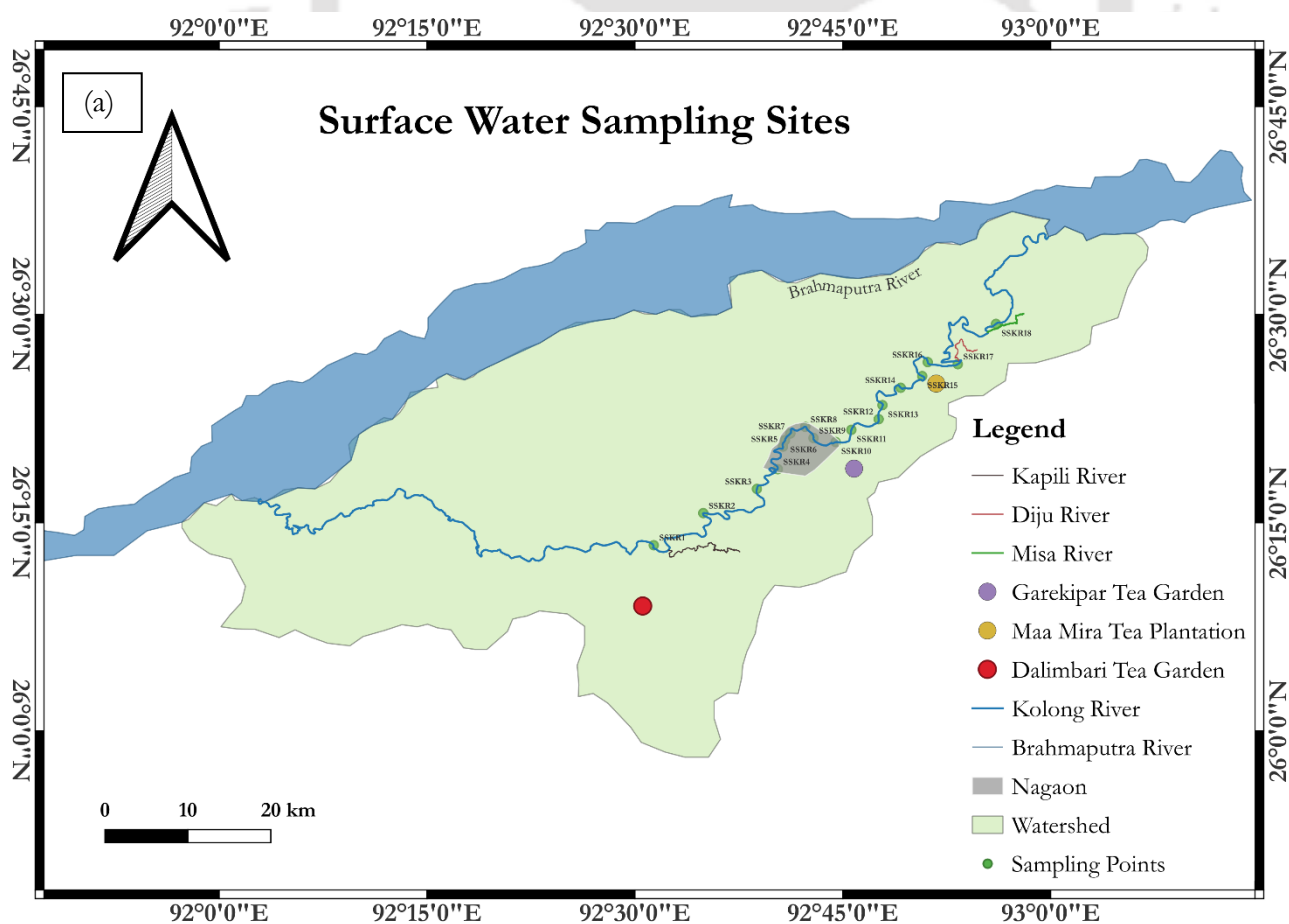 92°0'0"E 92°15'0"E 92°30'0"E 92°45'0"E 93°0'0"E
(a)
Surface Water Sampling Sites
26°45'0"N
26°45'0"N
Brahmaputra River
26°30'0"N
26°30'0"N
SSKR18
SSKR16
SSKR17
SSKR14
SSKR15
SSKR12
SSKR13
SSKR8
SSKR7
SSKR9
SSKR5
SSKR11
SSKR6
SSKR10
SSKR4
SSKR3
SSKR2
SSKR1
26°15'0"N
26°15'0"N
26°0'0"N
26°0'0"N
Legend
Kapili River
Diju River
Misa River
Garekipar Tea Garden
Maa Mira Tea Plantation
Dalimbari Tea Garden
Kolong River
Brahmaputra River
Nagaon
Watershed
Sampling Points
0 10 20 km
92°0'0"E 92°15'0"E 92°30'0"E 92°45'0"E 93°0'0"E